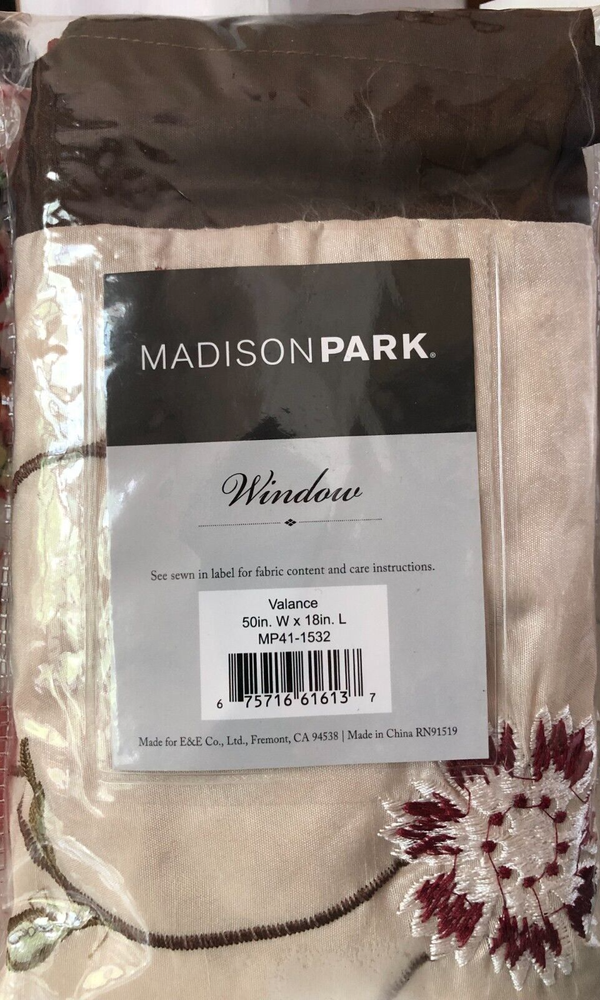 MADISONPARK®
Window
See sewn in label for fabric content and care instructions.
Valance
50in. W x 18in. L
MP41-1532
6 75716 61613 7
Made for E&E Co., Ltd., Fremont, CA 94538 | Made in China RN91519